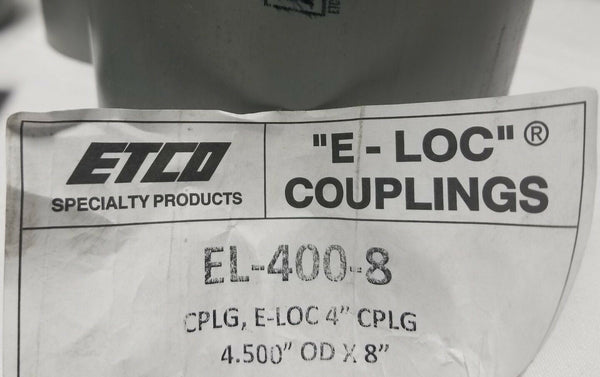 ETCO
SPECIALTY PRODUCTS
"E - LOC"®
COUPLINGS
EL-400-8
CPLG, E-LOC 4" CPLG
4.500" OD X 8"